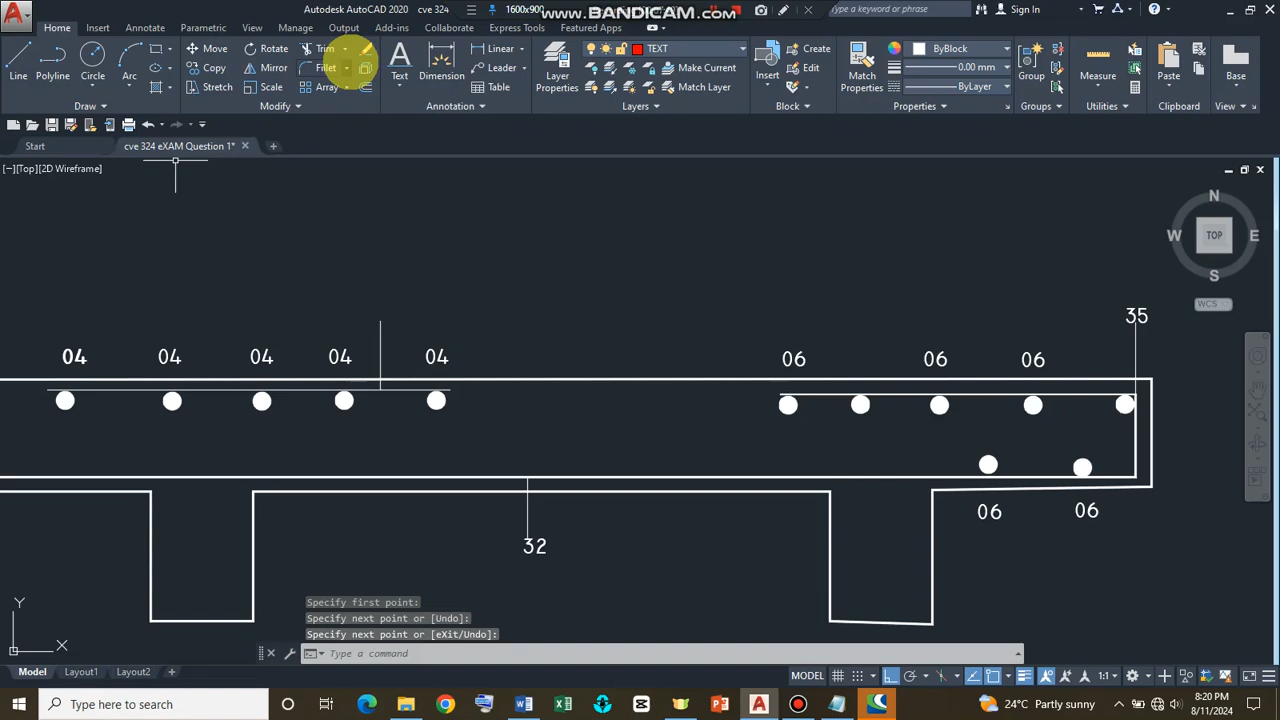 Autodesk AutoCAD 2020 cve 324
1600x900
www.BANDICAM.com
Type a keyword or phrase
Sign In
Home Insert Annotate Parametric View Manage Output Add-ins Collaborate Express Tools Featured Apps
Line Polyline Circle Arc
Move Rotate Trim
Copy Mirror Fillet
Stretch Scale Array
Text Dimension
Linear
Leader
Table
Layer Properties
TEXT
Make Current
Match Layer
Insert
Create
Edit
Match Properties
ByBlock
0.00 mm
ByLayer
Group
Measure
Paste
Base
Draw Modify Annotation Layers Block Properties Groups Utilities Clipboard View
Start cve 324 eXAM Question 1*
[−][Top][2D Wireframe]
N
W TOP E
S
WCS
35
04 04 04 04 04 06 06 06
06 06
32
Y
X
Specify first point:
Specify next point or [Undo]:
Specify next point or [eXit/Undo]:
Type a command
Model Layout1 Layout2
MODEL
1:1
Type here to search
24°C Partly sunny
8:20 PM
8/11/2024